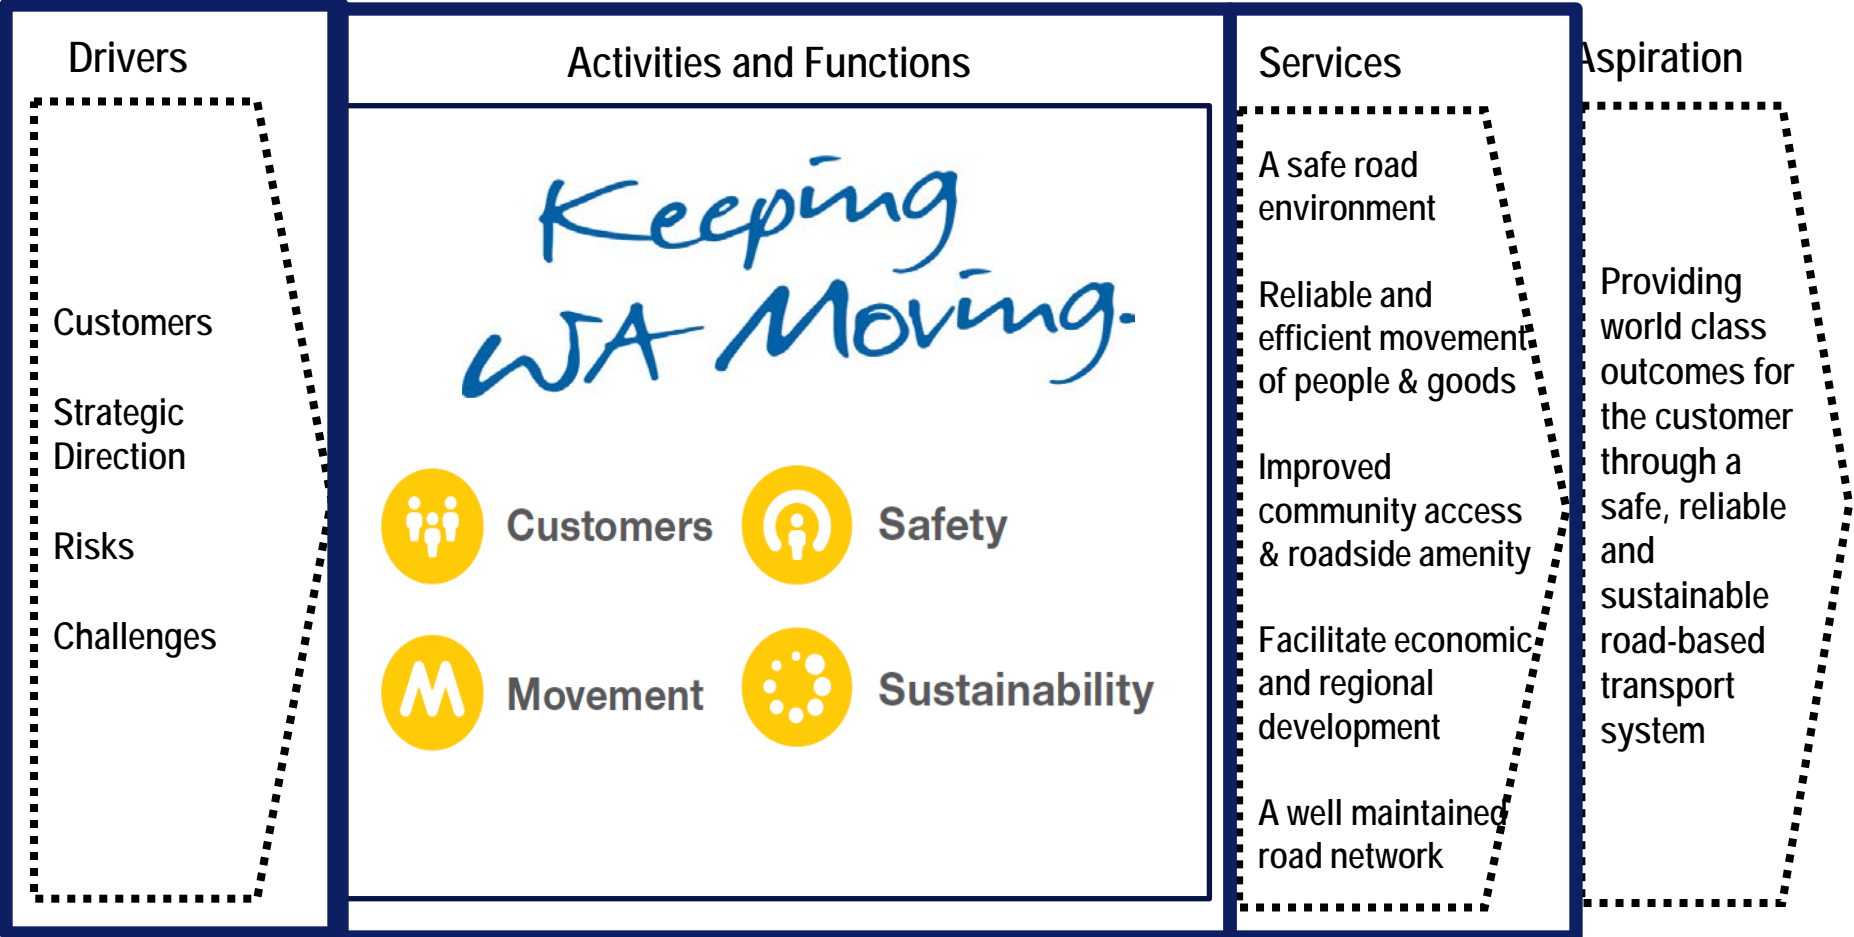 Drivers
Customers
Strategic
Direction
Risks
Challenges
Activities and Functions
Keeping
WA Moving.
Customers
Safety
Movement
Sustainability
Services
A safe road
environment
Reliable and
efficient movement
of people & goods
Improved
community access
& roadside amenity
Facilitate economic
and regional
development
A well maintained
road network
Aspiration
Providing
world class
outcomes for
the customer
through a
safe, reliable
and
sustainable
road-based
transport
system